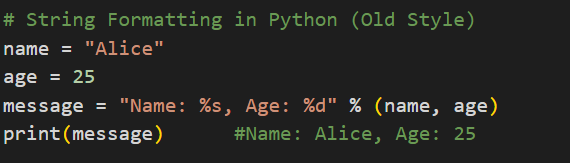 # String Formatting in Python (Old Style)
name = "Alice"
age = 25
message = "Name: %s, Age: %d" % (name, age)
print(message)      #Name: Alice, Age: 25